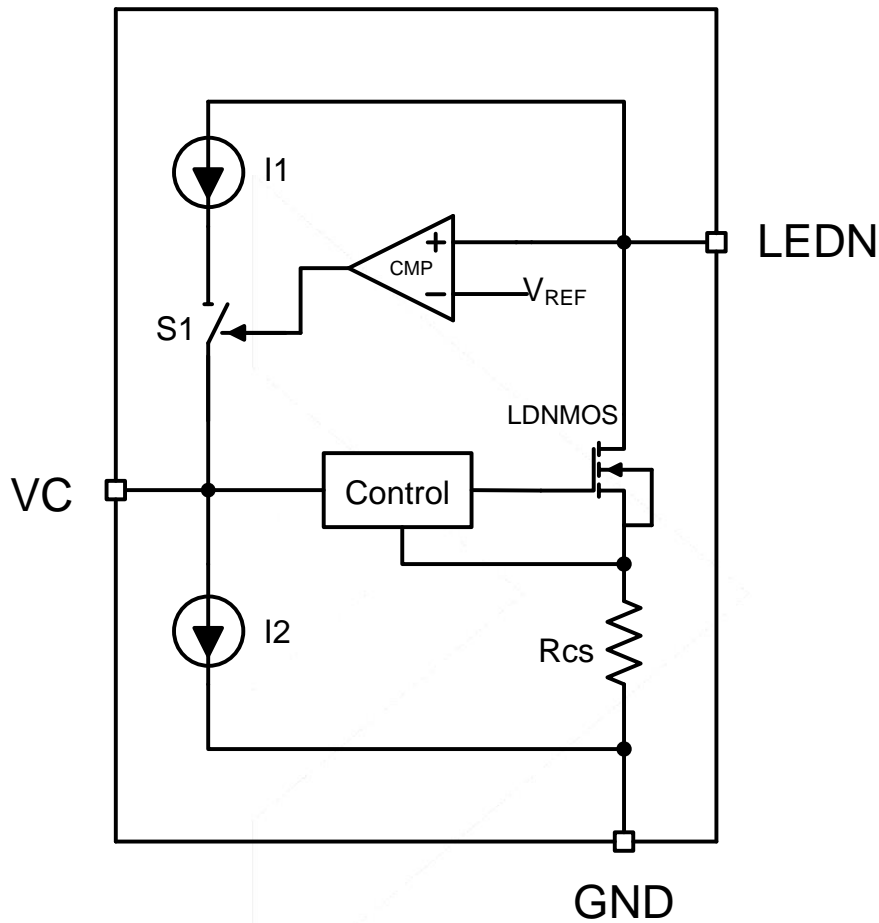 I1
LEDN
+
CMP
−
VREF
S1
LDNMOS
VC
Control
I2
Rcs
GND